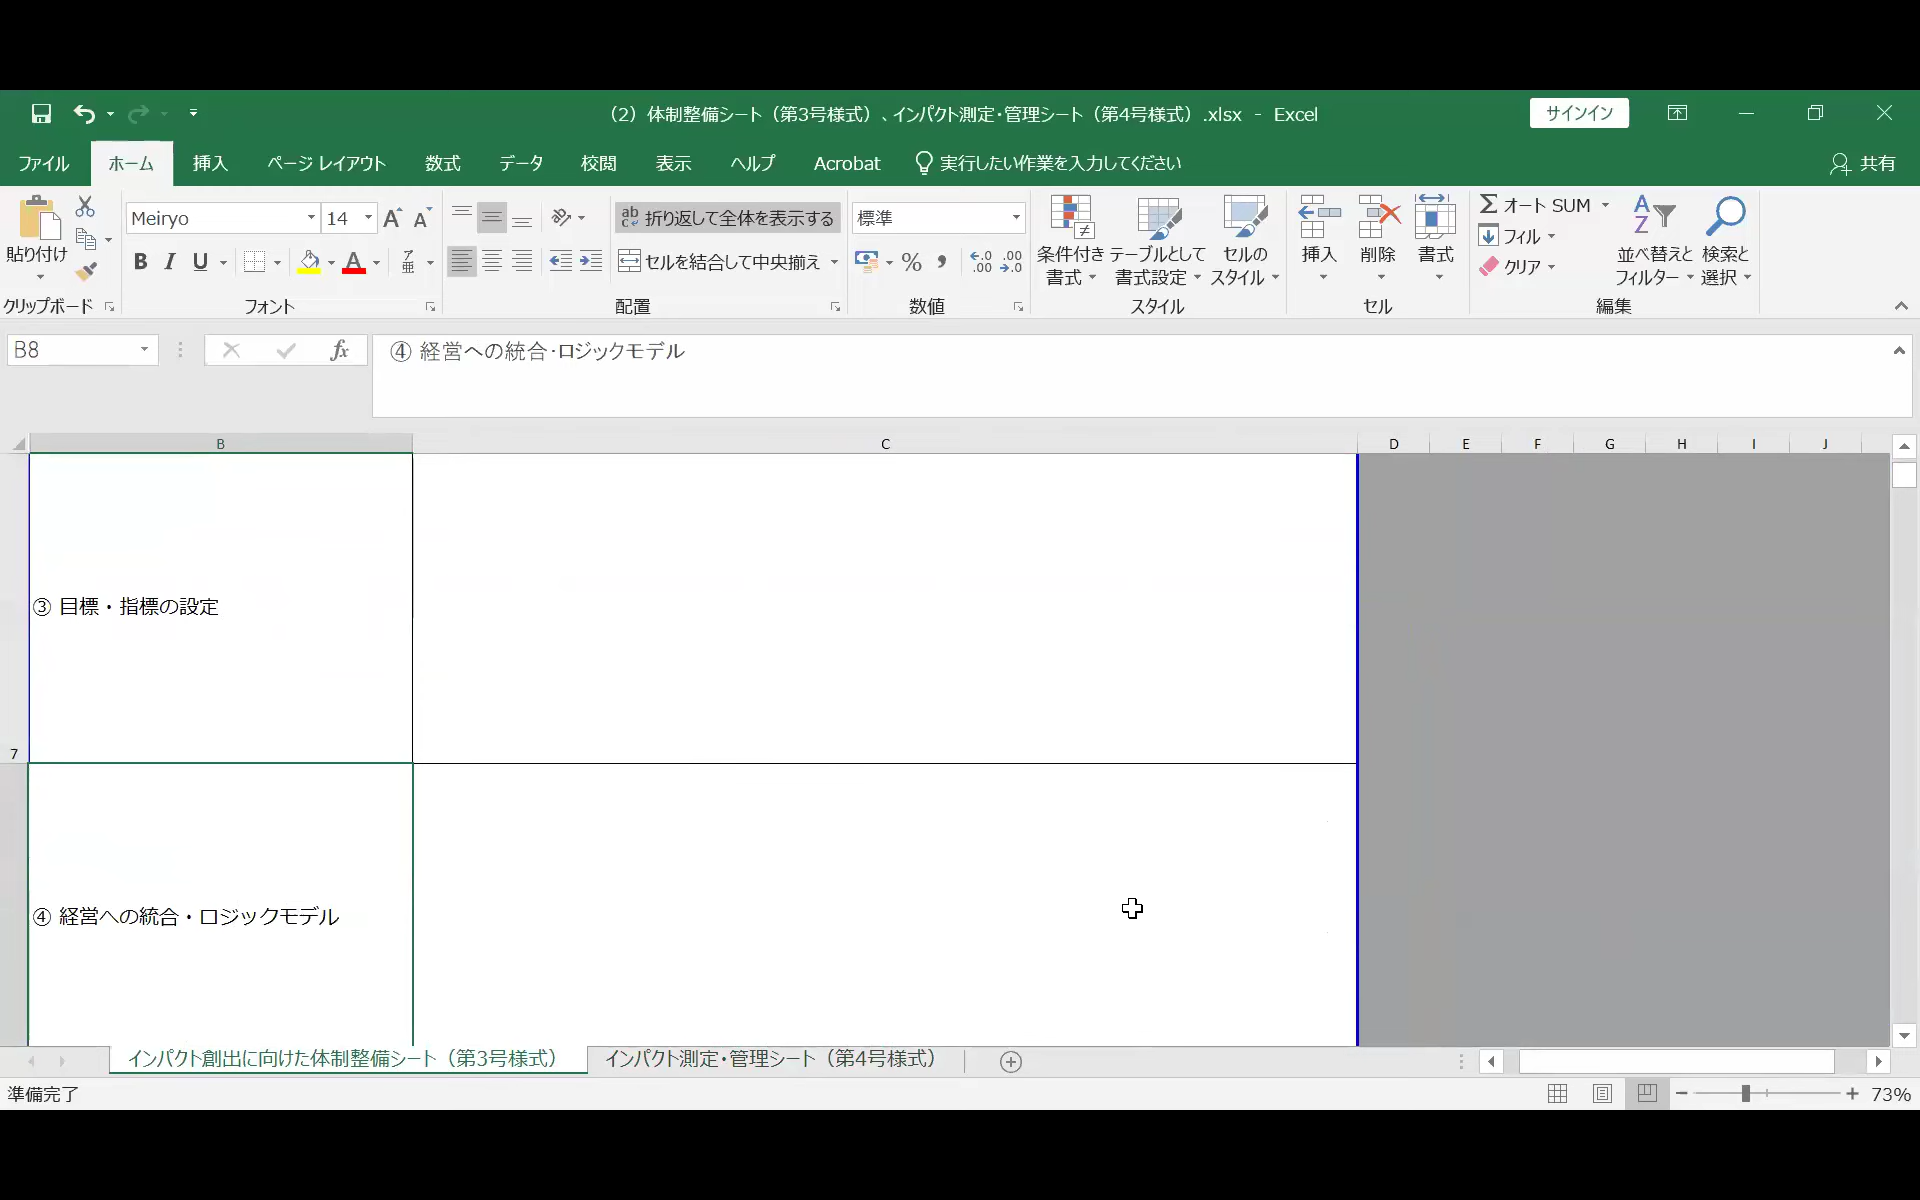 (2) 体制整備シート（第3号様式）、インパクト測定・管理シート（第4号様式）.xlsx - Excel
サインイン
ファイル ホーム 挿入 ページ レイアウト 数式 データ 校閲 表示 ヘルプ Acrobat 実行したい作業を入力してください 共有
貼り付け
クリップボード
Meiryo 14
B I U
フォント
折り返して全体を表示する
セルを結合して中央揃え
配置
標準
数値
条件付き書式
テーブルとして書式設定
セルのスタイル
スタイル
挿入 削除 書式
セル
オート SUM
フィル
クリア
並べ替えとフィルター
検索と選択
編集
B8 fx ④ 経営への統合・ロジックモデル
B C D E F G H I J
③ 目標・指標の設定
7
④ 経営への統合・ロジックモデル
インパクト創出に向けた体制整備シート（第3号様式） インパクト測定・管理シート（第4号様式）
準備完了 73%